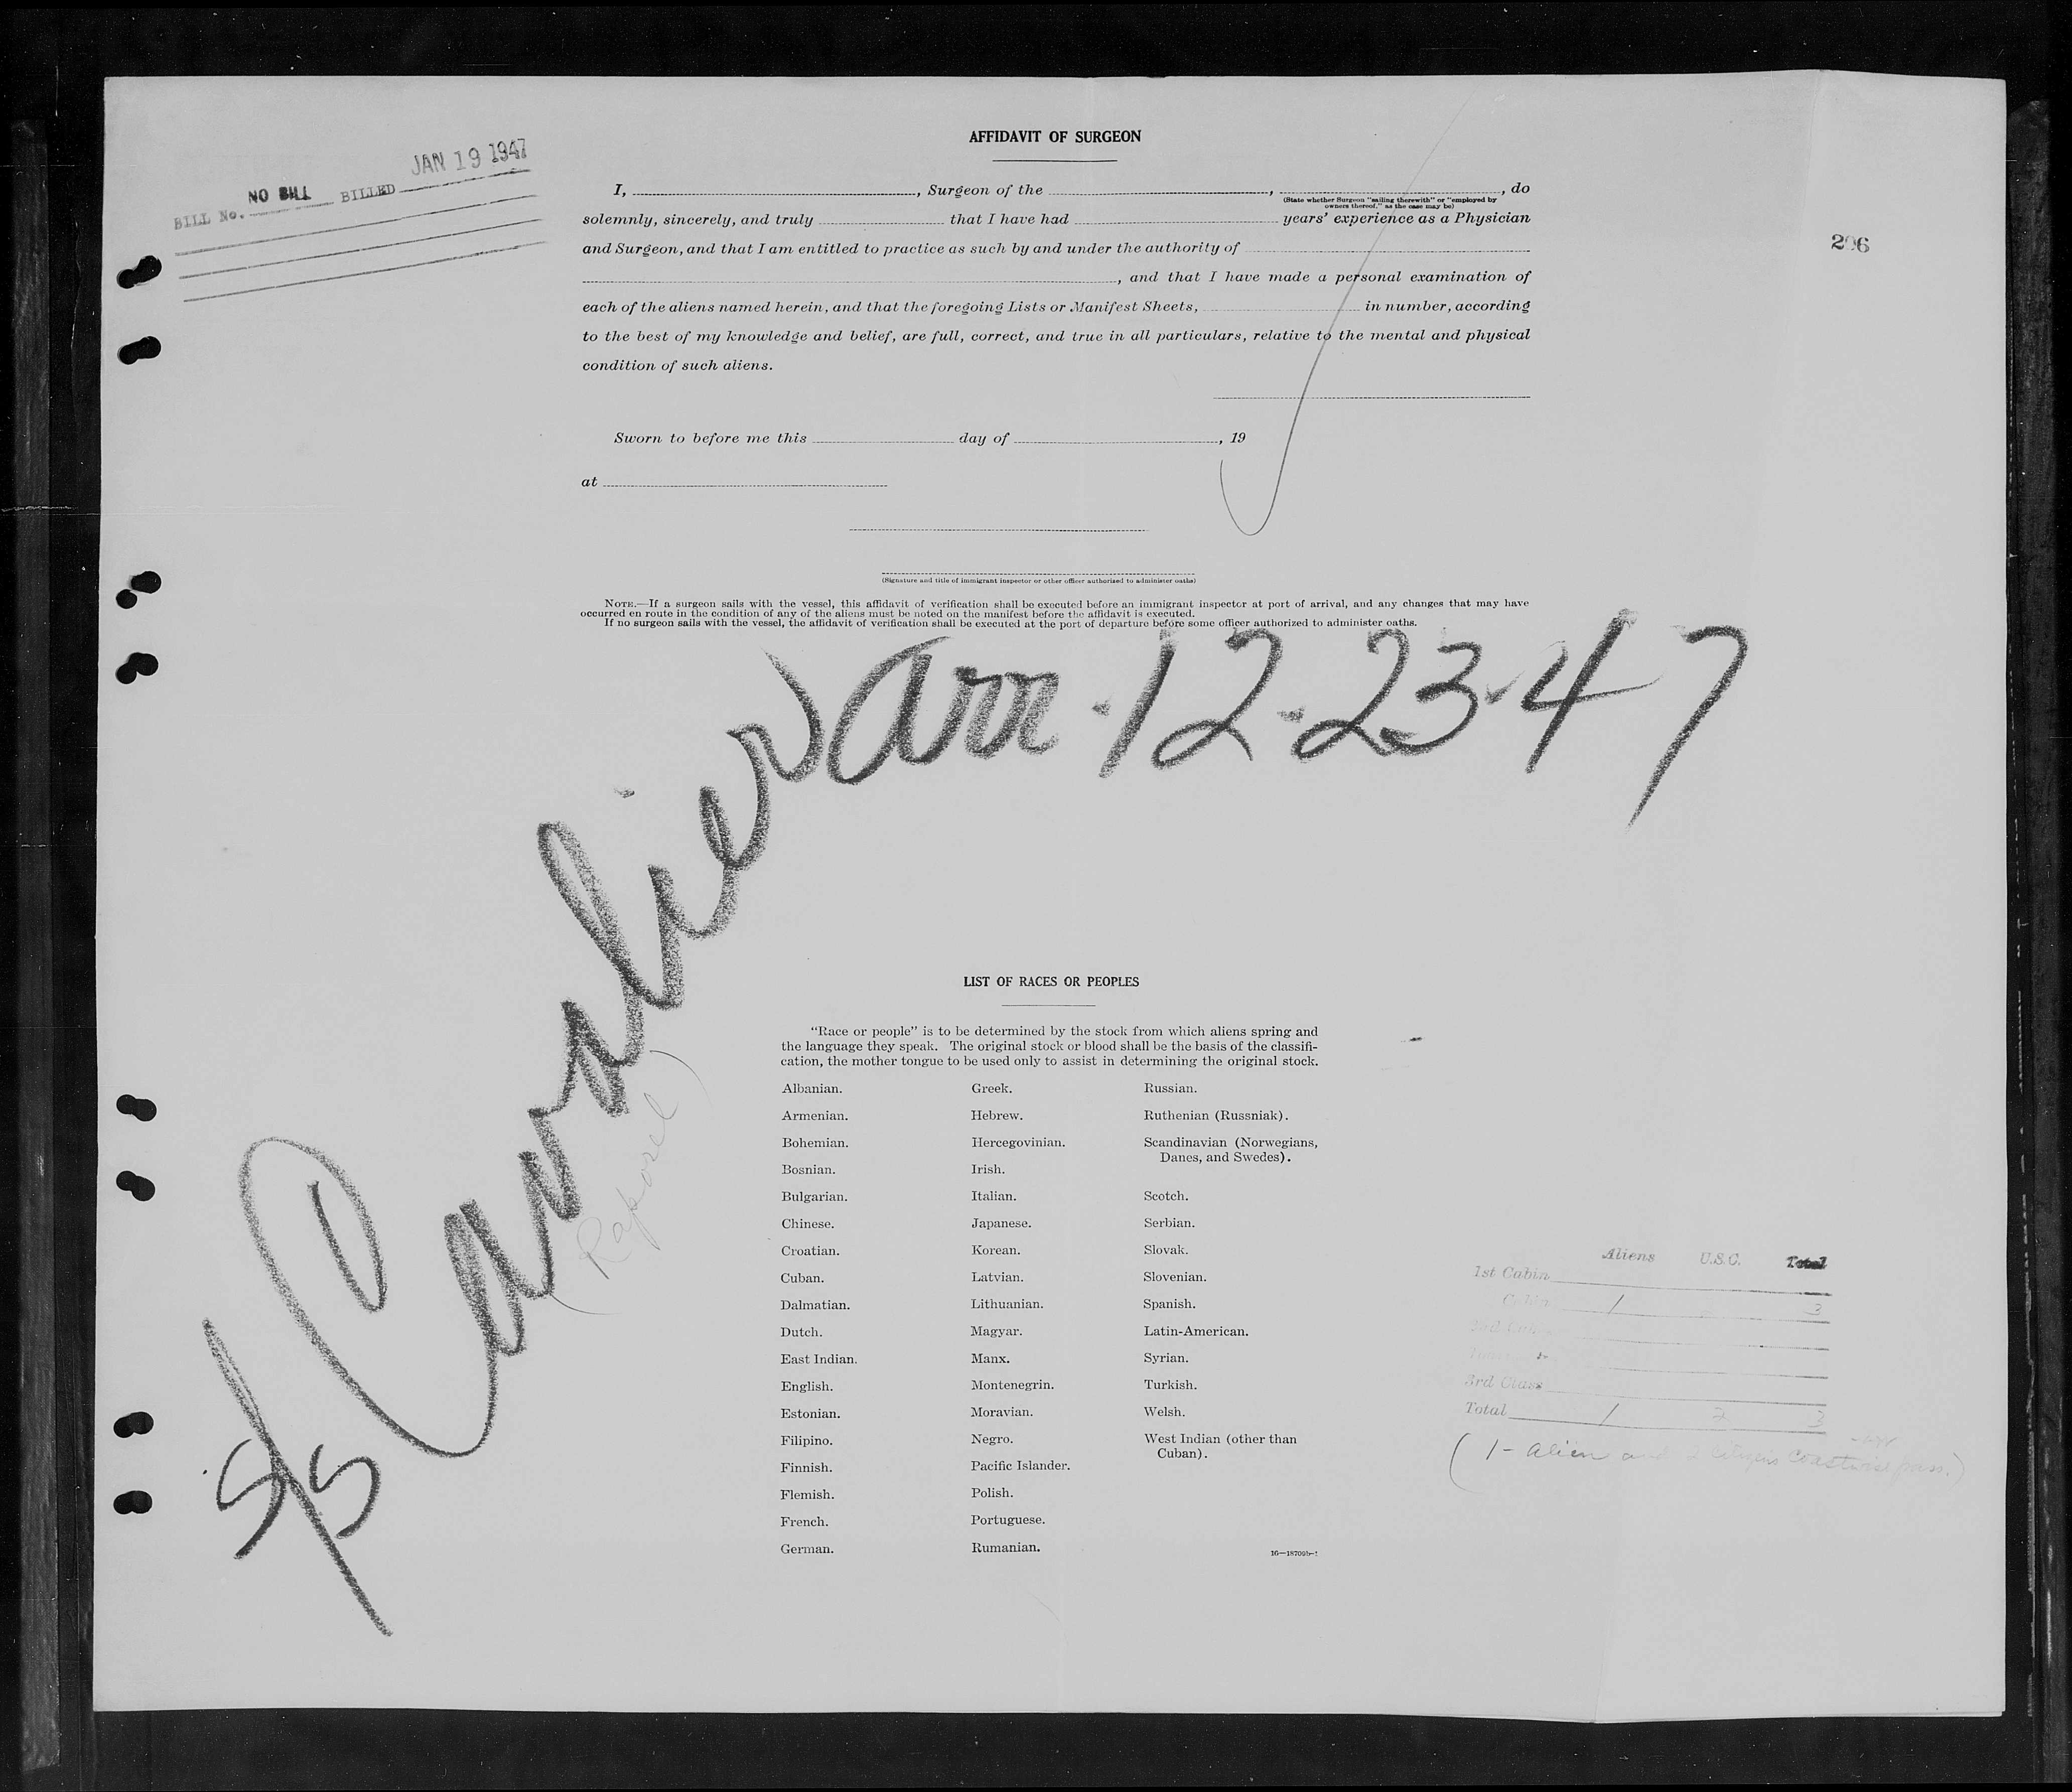 JAN 19 1947
BILL No. NO BILL BILLED
206
AFFIDAVIT OF SURGEON
I, , Surgeon of the , , do
(State whether Surgeon "sailing therewith" or "employed by
owners thereof," as the case may be)
solemnly, sincerely, and truly that I have had years' experience as a Physician
and Surgeon, and that I am entitled to practice as such by and under the authority of
, and that I have made a personal examination of
each of the aliens named herein, and that the foregoing Lists or Manifest Sheets, in number, according
to the best of my knowledge and belief, are full, correct, and true in all particulars, relative to the mental and physical
condition of such aliens.
Sworn to before me this day of , 19
at
(Signature and title of immigrant inspector or other officer authorized to administer oaths)
NOTE.—If a surgeon sails with the vessel, this affidavit of verification shall be executed before an immigrant inspector at port of arrival, and any changes that may have
occurred en route in the condition of any of the aliens must be noted on the manifest before the affidavit is executed.
If no surgeon sails with the vessel, the affidavit of verification shall be executed at the port of departure before some officer authorized to administer oaths.
S/S Arr - 12-23-47
LIST OF RACES OR PEOPLES
"Race or people" is to be determined by the stock from which aliens spring and
the language they speak. The original stock or blood shall be the basis of the classifi-
cation, the mother tongue to be used only to assist in determining the original stock.
Albanian. Greek. Russian.
Armenian. Hebrew. Ruthenian (Russniak).
Bohemian. Hercegovinian. Scandinavian (Norwegians,
Danes, and Swedes).
Bosnian. Irish.
Bulgarian. Italian. Scotch.
Chinese. Japanese. Serbian.
Croatian. Korean. Slovak.
Cuban. Latvian. Slovenian.
Dalmatian. Lithuanian. Spanish.
Dutch. Magyar. Latin-American.
East Indian. Manx. Syrian.
English. Montenegrin. Turkish.
Estonian. Moravian. Welsh.
Filipino. Negro. West Indian (other than
Cuban).
Finnish. Pacific Islander.
Flemish. Polish.
French. Portuguese.
German. Rumanian.
Aliens U.S.C. Total
1st Cabin
Cabin 1 3
3rd Class
Total 1 2 3
(1 - Alien and coastwise pass.)